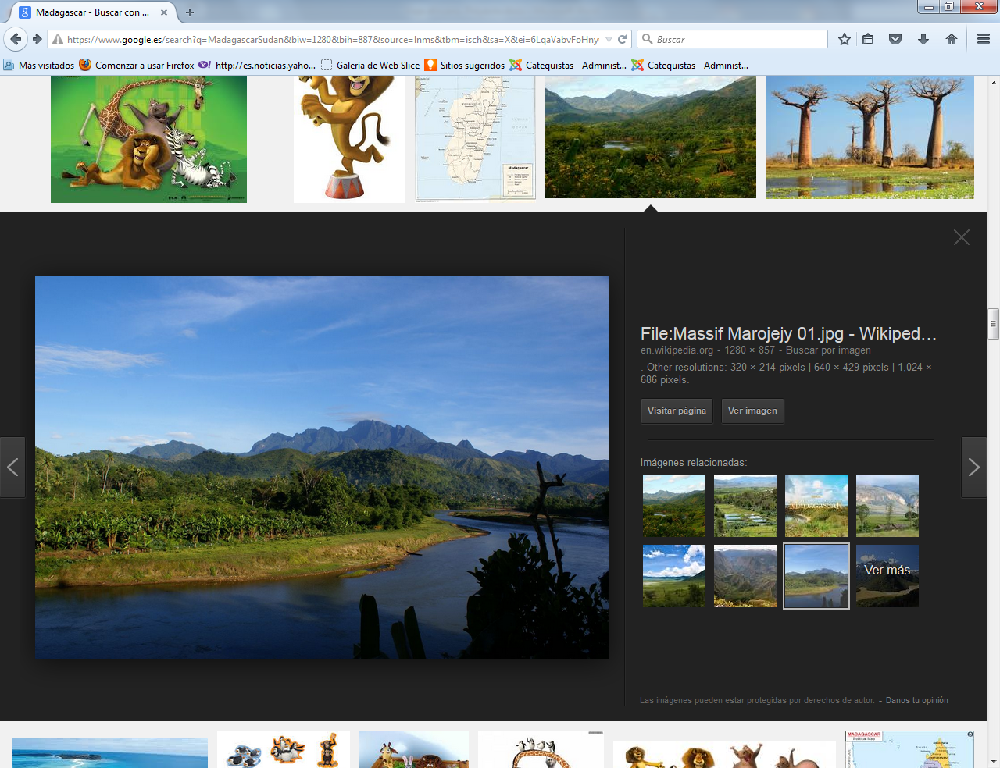 Madagascar - Buscar con ...
https://www.google.es/search?q=MadagascarSudan&biw=1280&bih=887&source=lnms&tbm=isch&sa=X&ei=6LqaVabvFoHny
Buscar
Más visitados
Comenzar a usar Firefox
http://es.noticias.yaho...
Galería de Web Slice
Sitios sugeridos
Catequistas - Administ...
Catequistas - Administ...
Madagascar
File:Massif Marojejy 01.jpg - Wikiped...
en.wikipedia.org - 1280 × 857 - Buscar por imagen
. Other resolutions: 320 × 214 pixels | 640 × 429 pixels | 1,024 ×
686 pixels.
Visitar página
Ver imagen
Imágenes relacionadas:
MADAGASCAR
Ver más
Las imágenes pueden estar protegidas por derechos de autor. - Danos tu opinión
MADAGASCAR
Political Map